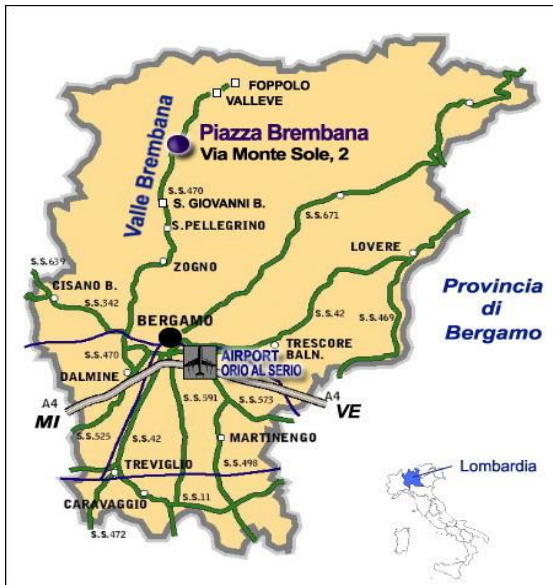 FOPPOLO
VALLEVE
Piazza Brembana
Via Monte Sole, 2
Valle Brembana
S.S.470
S. GIOVANNI B.
S.PELLEGRINO
S.S.671
ZOGNO
LOVERE
S.S.639
CISANO B.
S.S.342
Provincia
di
Bergamo
BERGAMO
S.S.42
S.S.469
TRESCORE
BALN.
S.S.470
AIRPORT
ORIO AL SERIO
DALMINE
A4
MI
S.S.591
S.S.573
A4
VE
S.S.525
S.S.42
MARTINENGO
TREVIGLIO
S.S.498
Lombardia
CARAVAGGIO
S.S.11
S.S.472